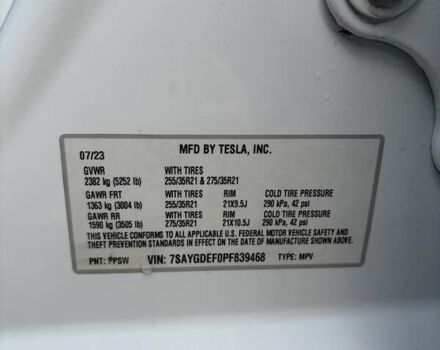 07/23 MFD BY TESLA, INC.
GVWR WITH TIRES
2382 kg (5252 lb) 255/35R21 & 275/35R21
GAWR FRT WITH TIRES RIM COLD TIRE PRESSURE
1363 kg (3004 lb) 255/35R21 21X9.5J 290 kPa, 42 psi
GAWR RR WITH TIRES RIM COLD TIRE PRESSURE
1590 kg (3505 lb) 275/35R21 21X10.5J 290 kPa, 42 psi
THIS VEHICLE CONFORMS TO ALL APPLICABLE U.S. FEDERAL MOTOR VEHICLE SAFETY AND
THEFT PREVENTION STANDARDS IN EFFECT ON THE DATE OF MANUFACTURE SHOWN ABOVE.
PNT: PPSW VIN: 7SAYGDEF0PF839468 TYPE: MPV